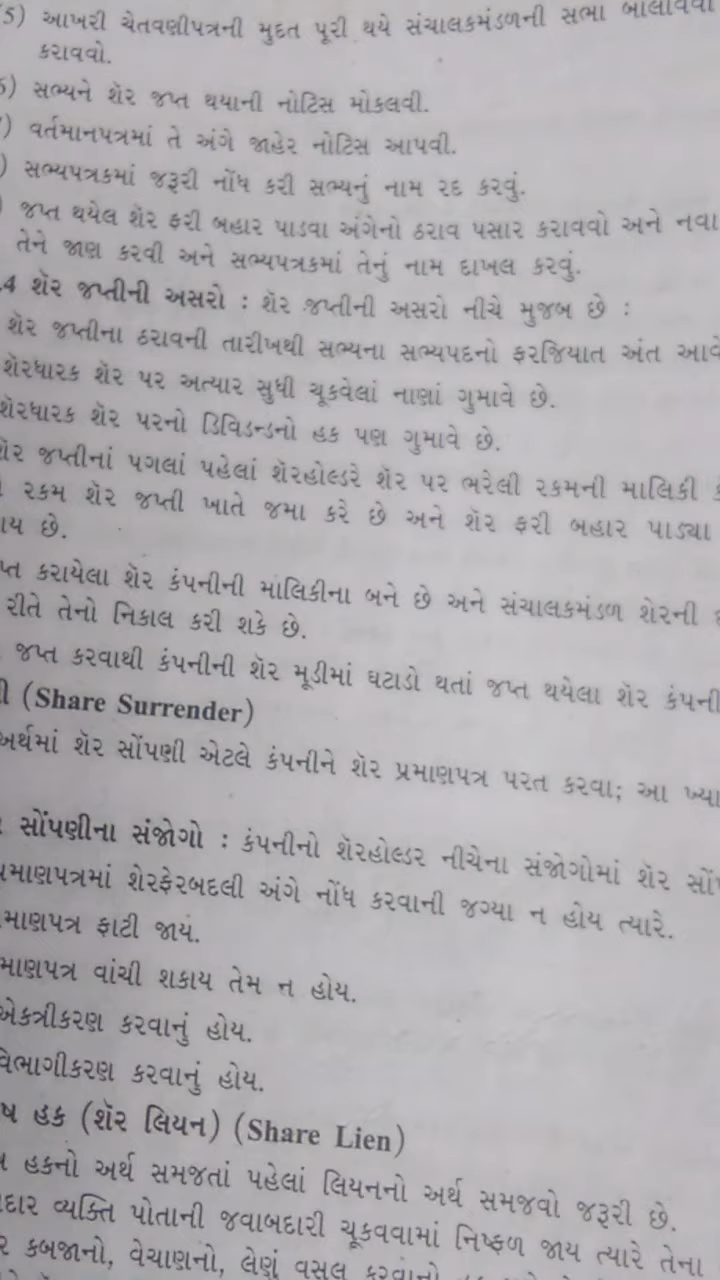 5) આખરી ચેતવણીપત્રની મુદત પૂરી થયે સંચાલકમંડળની સભા બોલાવવી
કરાવવો.
6) સભ્યને શૅર જપ્ત થયાની નોટિસ મોકલવી.
) વર્તમાનપત્રમાં તે અંગે જાહેર નોટિસ આપવી.
) સભ્યપત્રકમાં જરૂરી નોંધ કરી સભ્યનું નામ રદ કરવું.
જપ્ત થયેલ શૅર ફરી બહાર પાડવા અંગેનો ઠરાવ પસાર કરાવવો અને નવા
તેને જાણ કરવી અને સભ્યપત્રકમાં તેનું નામ દાખલ કરવું.
.4 શૅર જપ્તીની અસરો : શૅર જપ્તીની અસરો નીચે મુજબ છે :
શૅર જપ્તીના ઠરાવની તારીખથી સભ્યના સભ્યપદનો ફરજિયાત અંત આવે
શૅરધારક શૅર પર અત્યાર સુધી ચૂકવેલાં નાણાં ગુમાવે છે.
શૅરધારક શૅર પરનો ડિવિડન્ડનો હક પણ ગુમાવે છે.
શૅર જપ્તીનાં પગલાં પહેલાં શૅરહોલ્ડરે શૅર પર ભરેલી રકમની માલિકી
રકમ શૅર જપ્તી ખાતે જમા કરે છે અને શૅર ફરી બહાર પાડ્યા
ાય છે.
પ્ત કરાયેલા શૅર કંપનીની માલિકીના બને છે અને સંચાલકમંડળ શેરની
રીતે તેનો નિકાલ કરી શકે છે.
જપ્ત કરવાથી કંપનીની શૅર મૂડીમાં ઘટાડો થતાં જપ્ત થયેલા શૅર કંપની
ી (Share Surrender)
અર્થમાં શૅર સોંપણી એટલે કંપનીને શૅર પ્રમાણપત્ર પરત કરવા; આ ખ્યા
સોંપણીના સંજોગો : કંપનીનો શૅરહોલ્ડર નીચેના સંજોગોમાં શૅર સોંપ
પ્રમાણપત્રમાં શેરફેરબદલી અંગે નોંધ કરવાની જગ્યા ન હોય ત્યારે.
માણપત્ર ફાટી જાય.
માણપત્ર વાંચી શકાય તેમ ન હોય.
એકત્રીકરણ કરવાનું હોય.
વિભાગીકરણ કરવાનું હોય.
ષ હક (શૅર લિયન) (Share Lien)
હકનો અર્થ સમજતાં પહેલાં લિયનનો અર્થ સમજવો જરૂરી છે.
દાર વ્યક્તિ પોતાની જવાબદારી ચૂકવવામાં નિષ્ફળ જાય ત્યારે તેના
કબજાનો, વેચાણનો, લેણું વસૂલ કરવાનો